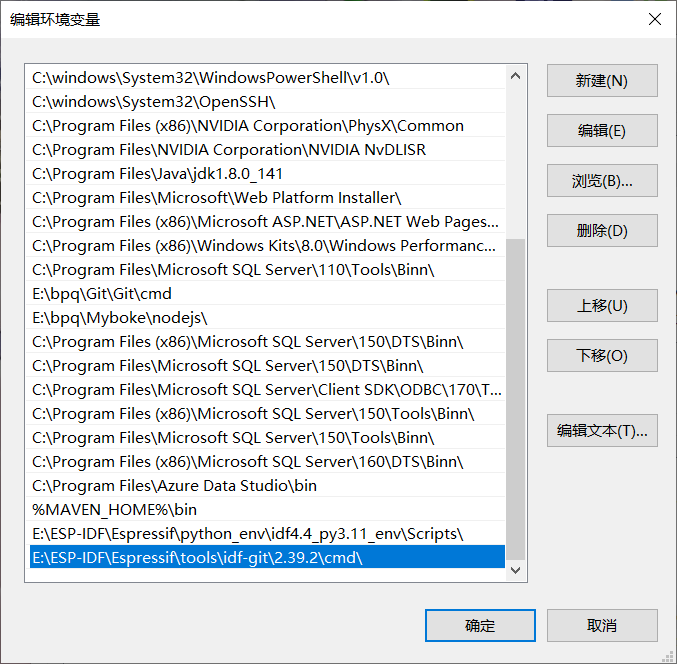 编辑环境变量
C:\windows\System32\WindowsPowerShell\v1.0\
C:\windows\System32\OpenSSH\
C:\Program Files (x86)\NVIDIA Corporation\PhysX\Common
C:\Program Files\NVIDIA Corporation\NVIDIA NvDLISR
C:\Program Files\Java\jdk1.8.0_141
C:\Program Files\Microsoft\Web Platform Installer\
C:\Program Files (x86)\Microsoft ASP.NET\ASP.NET Web Pages...
C:\Program Files (x86)\Windows Kits\8.0\Windows Performanc...
C:\Program Files\Microsoft SQL Server\110\Tools\Binn\
E:\bpq\Git\Git\cmd
E:\bpq\Myboke\nodejs\
C:\Program Files (x86)\Microsoft SQL Server\150\DTS\Binn\
C:\Program Files\Microsoft SQL Server\150\DTS\Binn\
C:\Program Files\Microsoft SQL Server\Client SDK\ODBC\170\T...
C:\Program Files (x86)\Microsoft SQL Server\150\Tools\Binn\
C:\Program Files\Microsoft SQL Server\150\Tools\Binn\
C:\Program Files (x86)\Microsoft SQL Server\160\DTS\Binn\
C:\Program Files\Azure Data Studio\bin
%MAVEN_HOME%\bin
E:\ESP-IDF\Espressif\python_env\idf4.4_py3.11_env\Scripts\
E:\ESP-IDF\Espressif\tools\idf-git\2.39.2\cmd\
新建(N)
编辑(E)
浏览(B)...
删除(D)
上移(U)
下移(O)
编辑文本(T)...
确定
取消